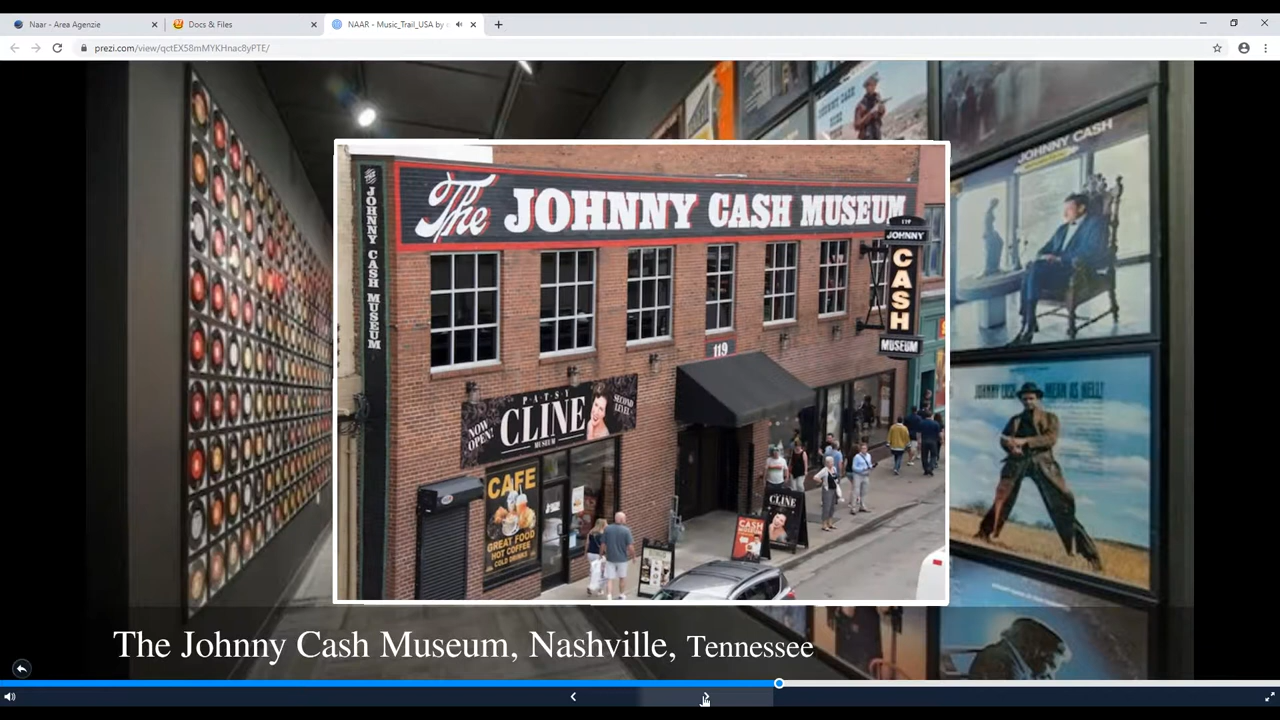 Naar - Area Agenzie
Docs & Files
NAAR - Music_Trail_USA by
prezi.com/view/qctEX58mMYKHnac8yPTE/
JOHNNY CASH
The JOHNNY CASH MUSEUM
JOHNNY CASH MUSEUM
119
JOHNNY
CASH
MUSEUM
119
NOW OPEN!
PATSY
CLINE
MUSEUM
SECOND LEVEL
CAFE
GREAT FOOD
HOT COFFEE
COLD DRINKS
CLINE
CASH
MUSEUM
The Johnny Cash Museum, Nashville, Tennessee